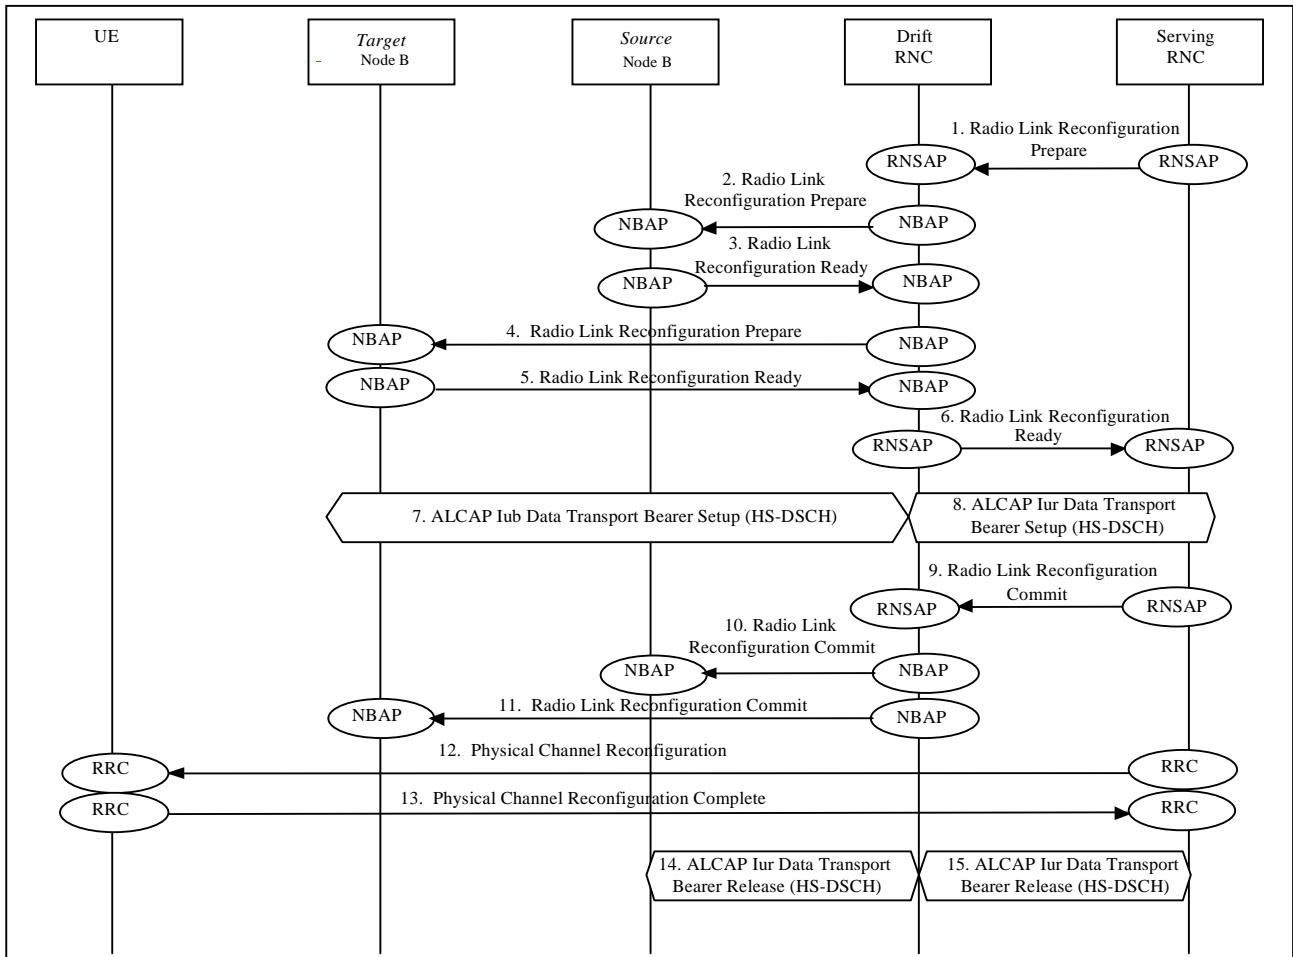 UE
Target
Node B
Source
Node B
Drift
RNC
Serving
RNC
1. Radio Link Reconfiguration
Prepare
RNSAP
RNSAP
2. Radio Link
Reconfiguration Prepare
NBAP
NBAP
3. Radio Link
Reconfiguration Ready
NBAP
NBAP
4. Radio Link Reconfiguration Prepare
NBAP
NBAP
5. Radio Link Reconfiguration Ready
NBAP
NBAP
6. Radio Link Reconfiguration
Ready
RNSAP
RNSAP
7. ALCAP Iub Data Transport Bearer Setup (HS-DSCH)
8. ALCAP Iur Data Transport
Bearer Setup (HS-DSCH)
9. Radio Link Reconfiguration
Commit
RNSAP
RNSAP
10. Radio Link
Reconfiguration Commit
NBAP
NBAP
11. Radio Link Reconfiguration Commit
NBAP
NBAP
12. Physical Channel Reconfiguration
RRC
RRC
13. Physical Channel Reconfiguration Complete
RRC
RRC
14. ALCAP Iur Data Transport
Bearer Release (HS-DSCH)
15. ALCAP Iur Data Transport
Bearer Release (HS-DSCH)